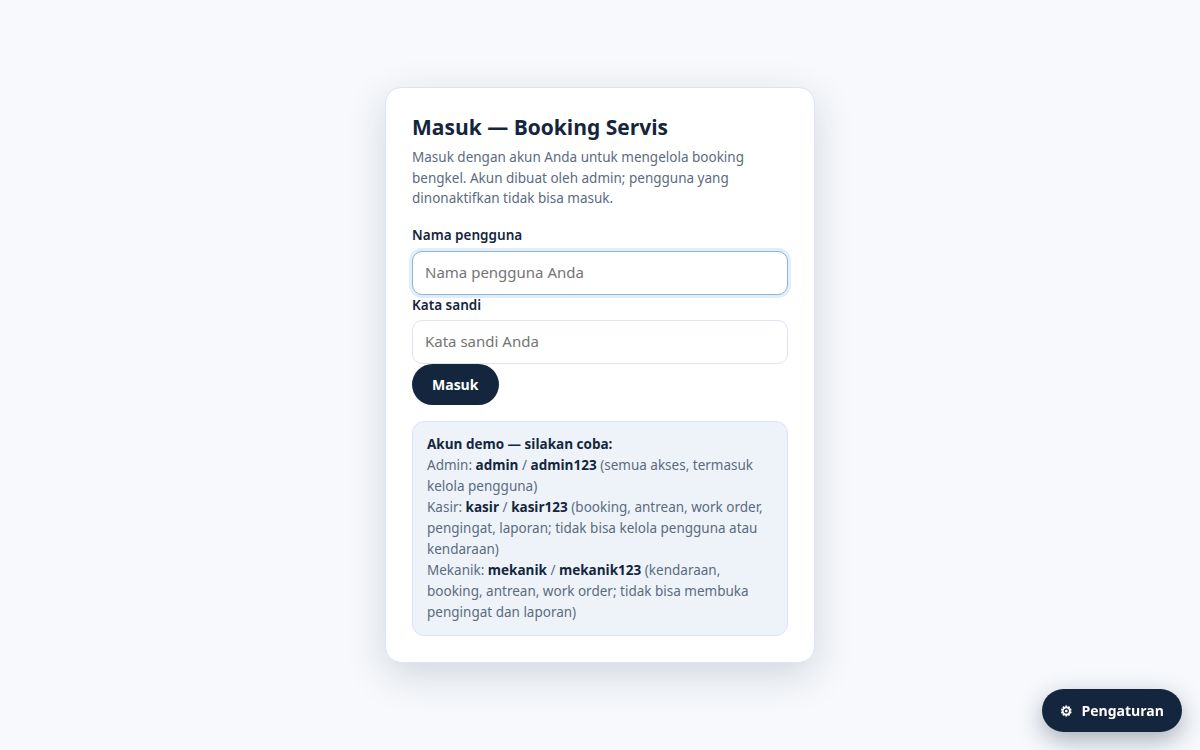 Masuk — Booking Servis
Masuk dengan akun Anda untuk mengelola booking
bengkel. Akun dibuat oleh admin; pengguna yang
dinonaktifkan tidak bisa masuk.
Nama pengguna
Nama pengguna Anda
Kata sandi
Kata sandi Anda
Masuk
Akun demo — silakan coba:
Admin: admin / admin123 (semua akses, termasuk
kelola pengguna)
Kasir: kasir / kasir123 (booking, antrean, work order,
pengingat, laporan; tidak bisa kelola pengguna atau
kendaraan)
Mekanik: mekanik / mekanik123 (kendaraan,
booking, antrean, work order; tidak bisa membuka
pengingat dan laporan)
⚙ Pengaturan